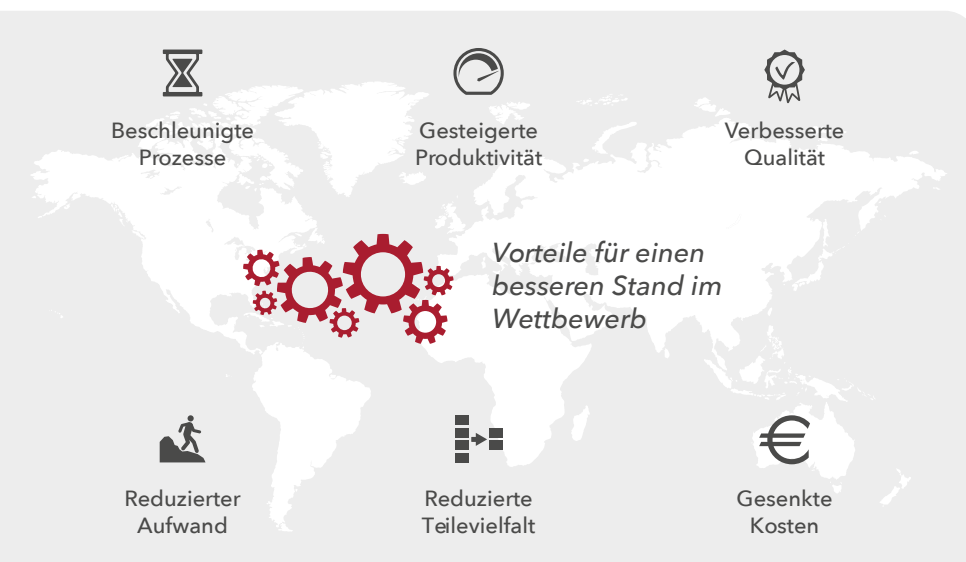 Beschleunigte
Prozesse
Gesteigerte
Produktivität
Verbesserte
Qualität
Vorteile für einen
besseren Stand im
Wettbewerb
Reduzierter
Aufwand
Reduzierte
Teilevielfalt
Gesenkte
Kosten